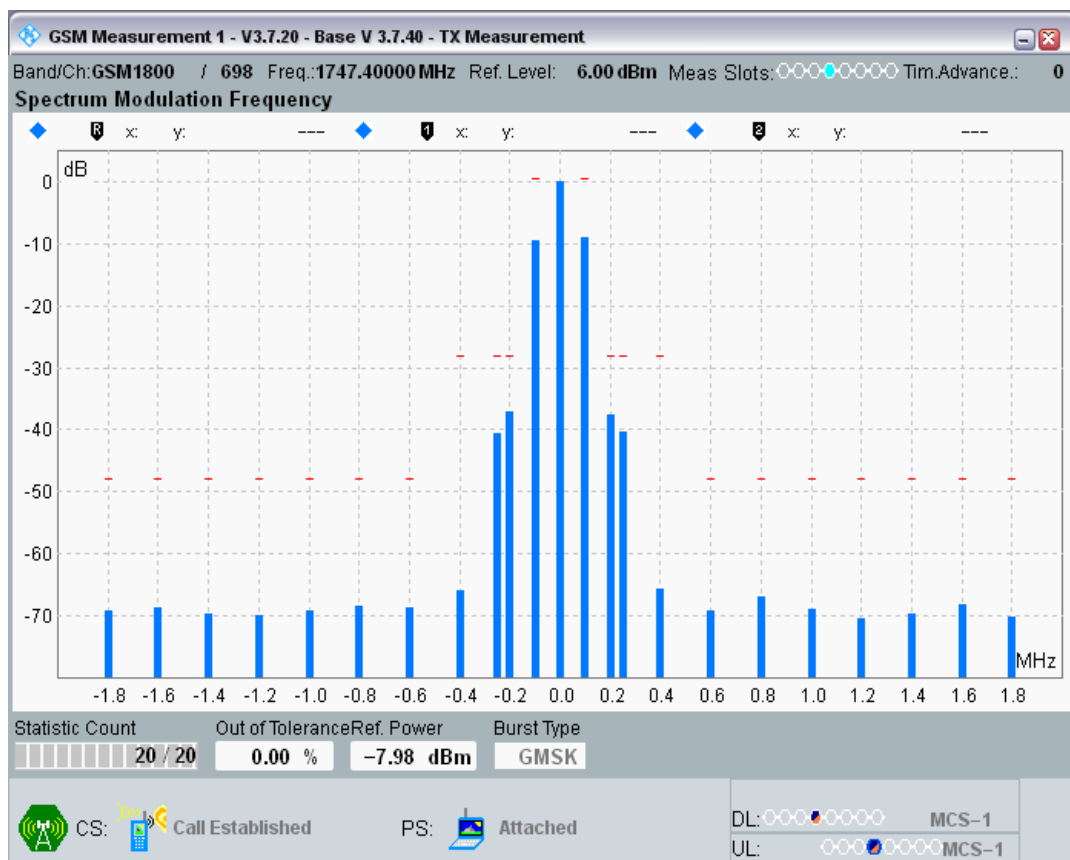 GSM Measurement 1 - V3.7.20 - Base V 3.7.40 - TX Measurement
Band/Ch:GSM1800 / 698 Freq.:1747.40000 MHz Ref. Level: 6.00 dBm Meas Slots: Tim.Advance.: 0
Spectrum Modulation Frequency
R x: y: --- 1 x: y: --- 2 x: y: ---
dB
0
-10
-20
-30
-40
-50
-60
-70
MHz
-1.8 -1.6 -1.4 -1.2 -1.0 -0.8 -0.6 -0.4 -0.2 0.0 0.2 0.4 0.6 0.8 1.0 1.2 1.4 1.6 1.8
Statistic Count Out of Tolerance Ref. Power Burst Type
20 / 20 0.00 % −7.98 dBm GMSK
CS: Call Established PS: Attached DL: MCS−1
UL: MCS−1